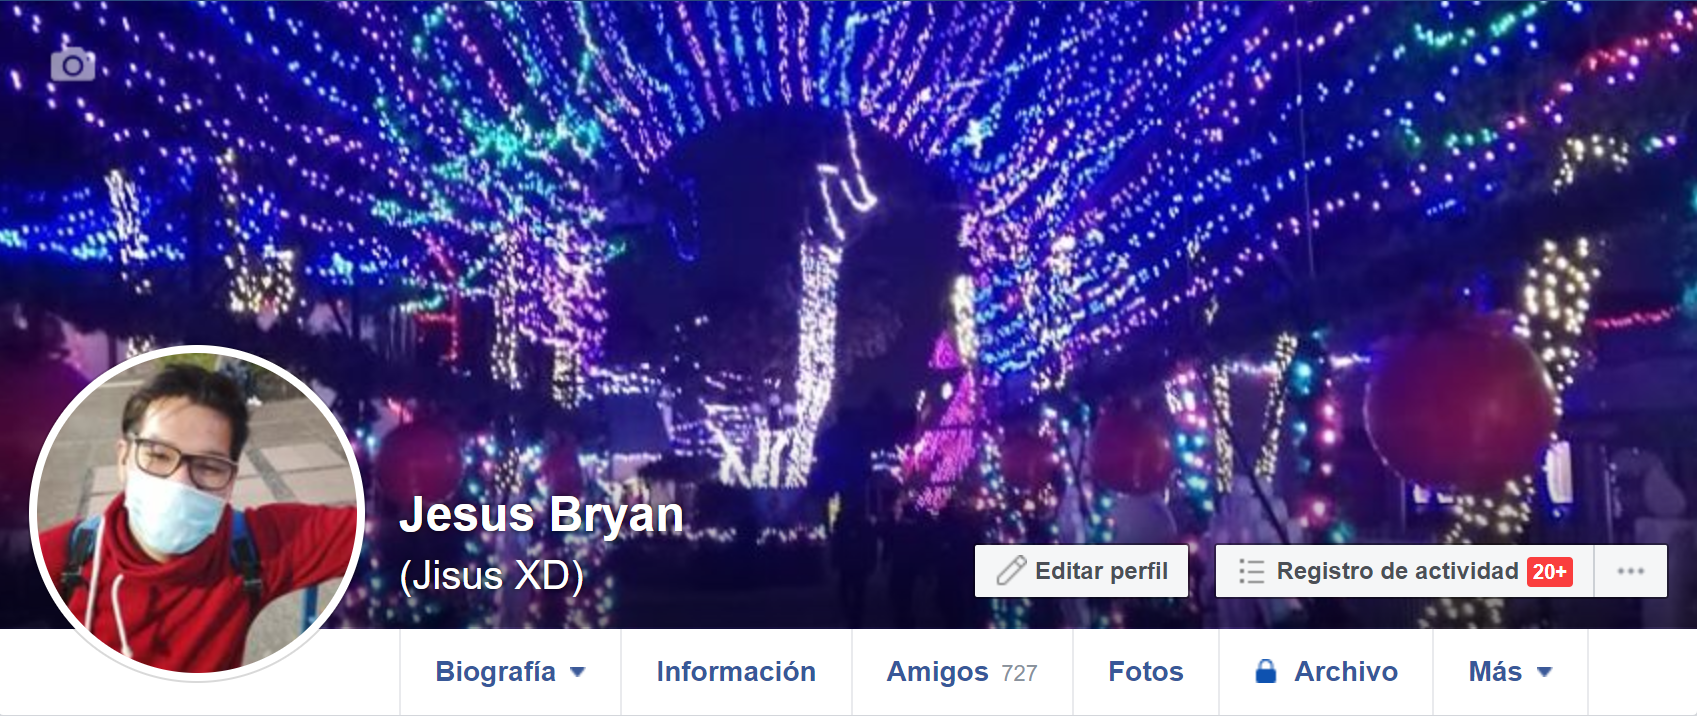 Jesus Bryan
(Jisus XD)
Editar perfil
Registro de actividad 20+
Biografía
Información
Amigos 727
Fotos
Archivo
Más